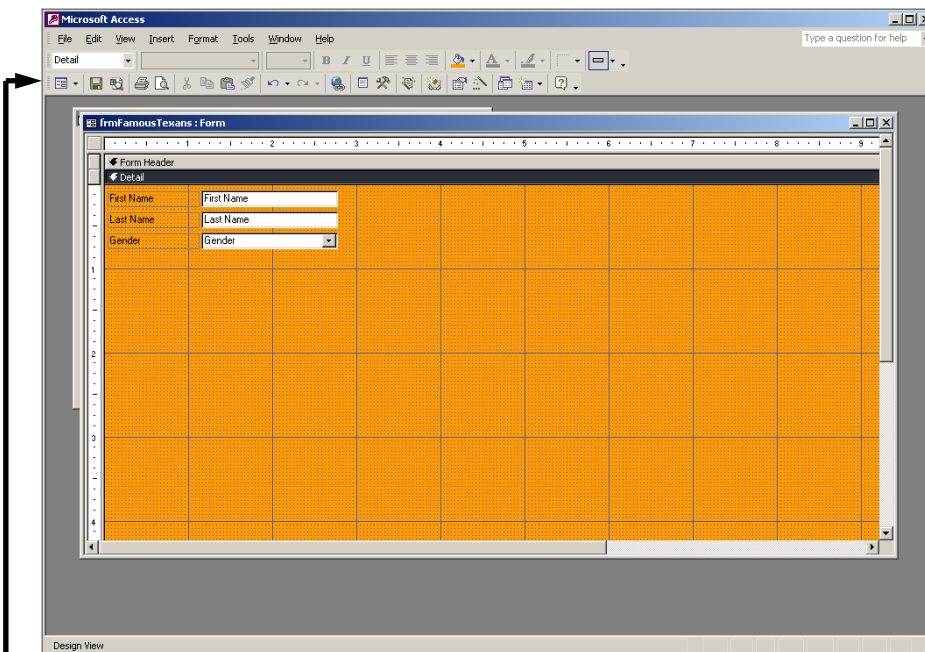 Microsoft Access
File Edit View Insert Format Tools Window Help Type a question for help
Detail B I U
frmFamousTexans : Form
1 2 3 4 5 6 7 8 9
Form Header
Detail
First Name First Name
Last Name Last Name
Gender Gender
1
2
3
4
Design View